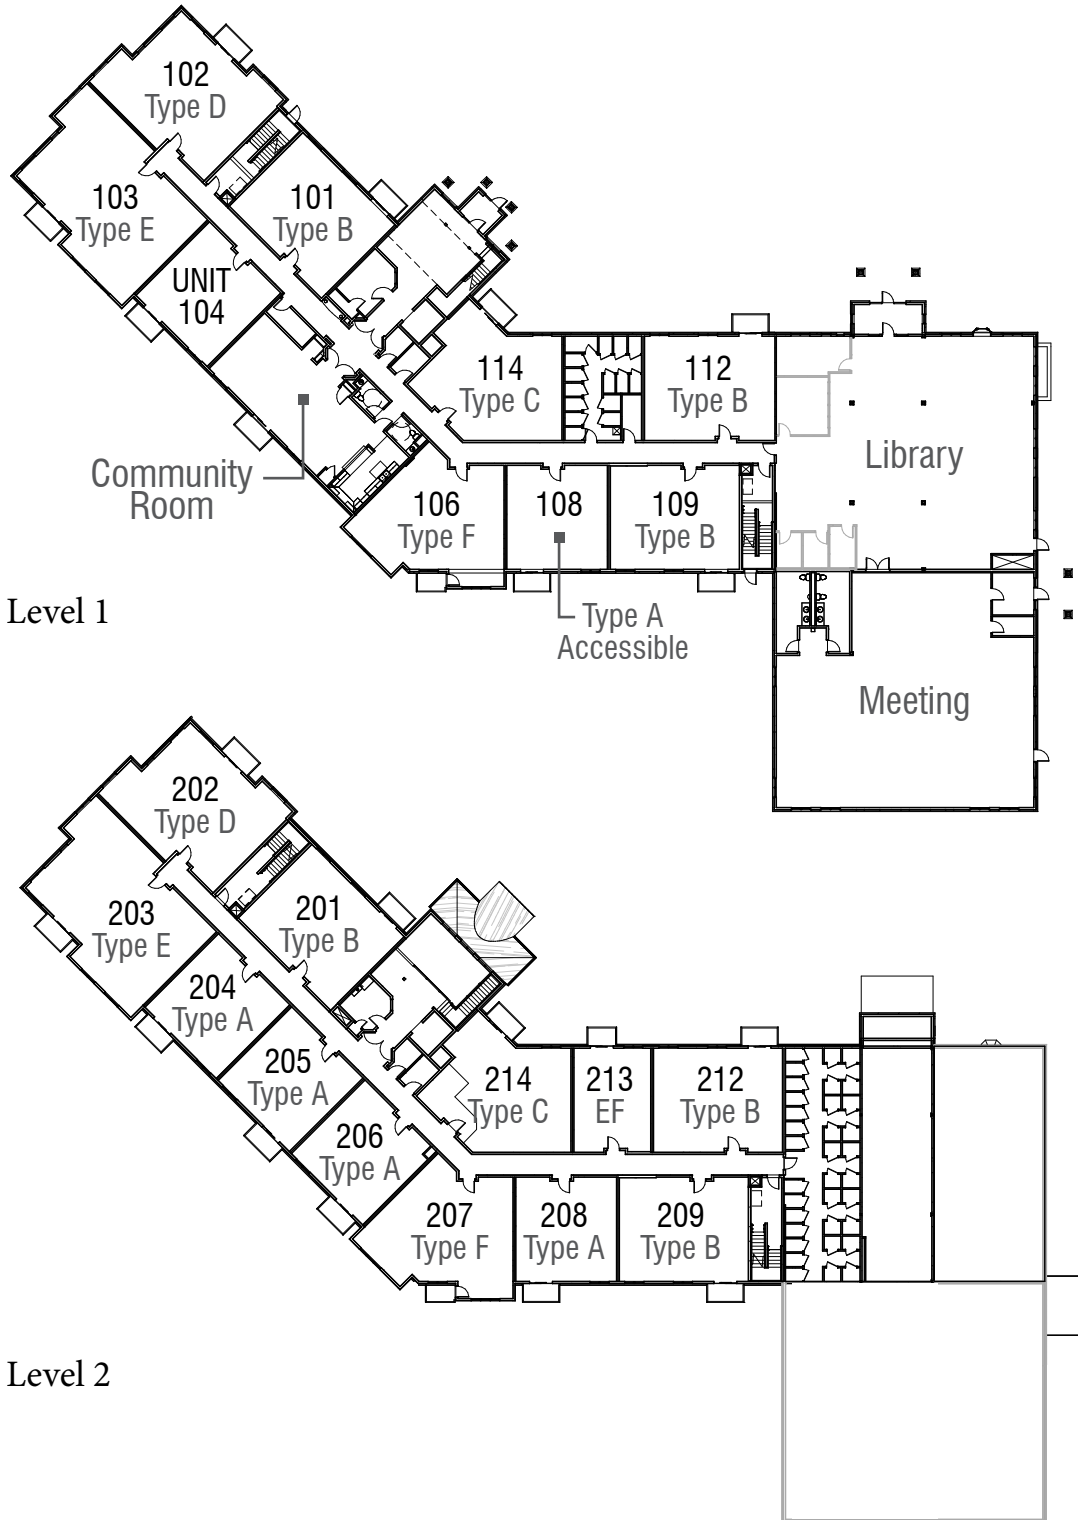 102
Type D
103
Type E
101
Type B
UNIT
104
114
Type C
112
Type B
Library
Community
Room
106
Type F
108
109
Type B
Type A
Accessible
Level 1
Meeting
202
Type D
203
Type E
201
Type B
204
Type A
205
Type A
206
Type A
214
Type C
213
EF
212
Type B
207
Type F
208
Type A
209
Type B
Level 2